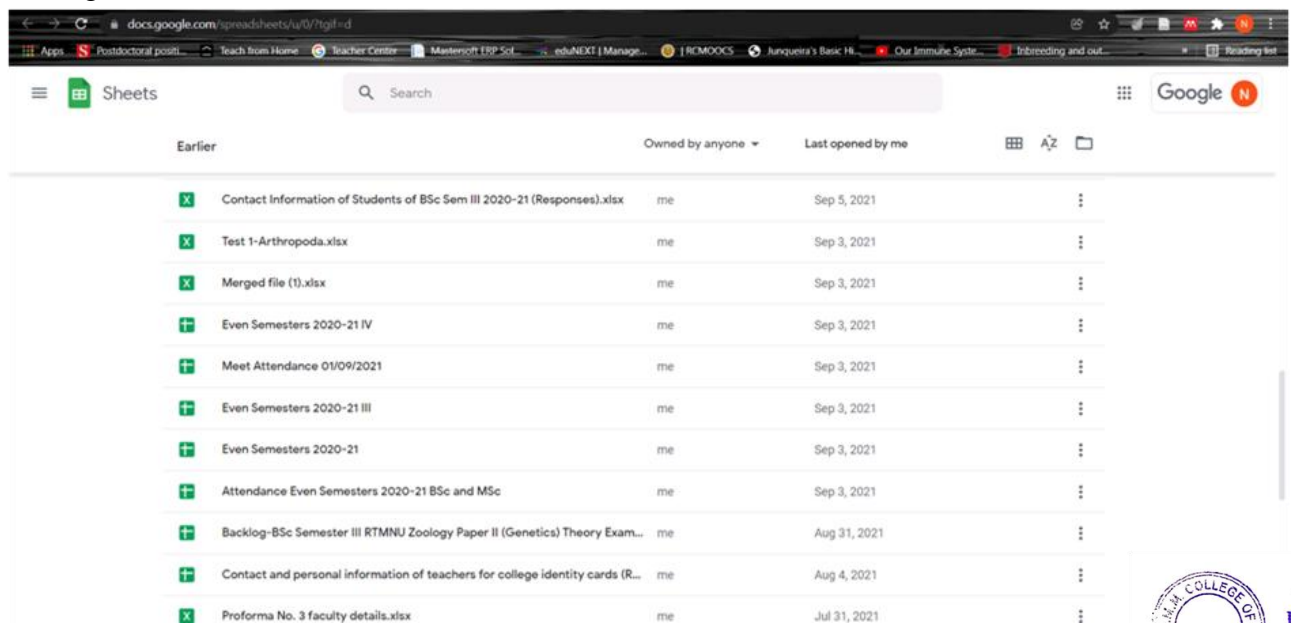 docs.google.com/spreadsheets/u/0/?tgif=d
Apps Postdoctoral positi... Teach from Home Teacher Center Mastersoft ERP Sol... eduNEXT | Manage... | RCMOOCS Junqueira's Basic Hi... Our Immune Syste... Inbreeding and out... » Reading list
Sheets Search Google N
Earlier Owned by anyone Last opened by me AZ
Contact Information of Students of BSc Sem III 2020-21 (Responses).xlsx me Sep 5, 2021
Test 1-Arthropoda.xlsx me Sep 3, 2021
Merged file (1).xlsx me Sep 3, 2021
Even Semesters 2020-21 IV me Sep 3, 2021
Meet Attendance 01/09/2021 me Sep 3, 2021
Even Semesters 2020-21 III me Sep 3, 2021
Even Semesters 2020-21 me Sep 3, 2021
Attendance Even Semesters 2020-21 BSc and MSc me Sep 3, 2021
Backlog-BSc Semester III RTMNU Zoology Paper II (Genetics) Theory Exam... me Aug 31, 2021
Contact and personal information of teachers for college identity cards (R... me Aug 4, 2021
Proforma No. 3 faculty details.xlsx me Jul 31, 2021
M. COLLEGE OF